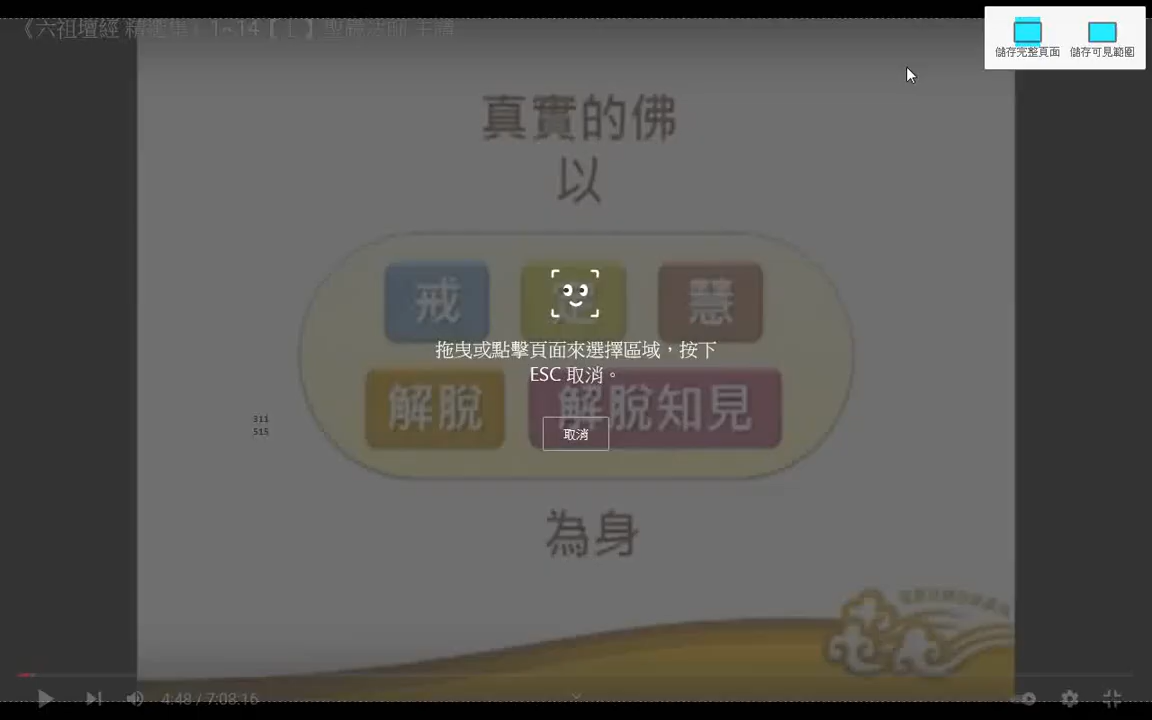 《六祖壇經 精華集》1~14【上】
儲存完整頁面 儲存可見範圍
真實的佛
以
戒 慧
拖曳或點擊頁面來選擇區域，按下
ESC 取消。
解脫 解脫知見
311
515
取消
為身
4:48 / 7:03:16